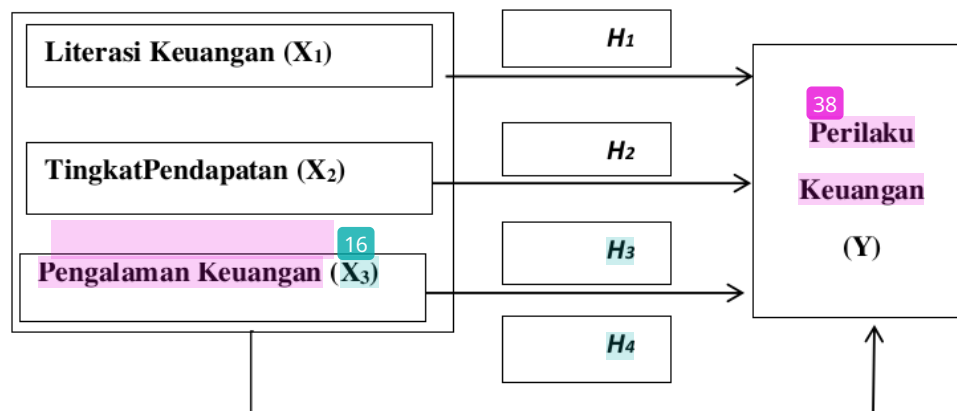 Literasi Keuangan (X₁)
H₁
38
Perilaku
Keuangan
(Y)
TingkatPendapatan (X₂)
H₂
16
Pengalaman Keuangan (X₃)
H₃
H₄